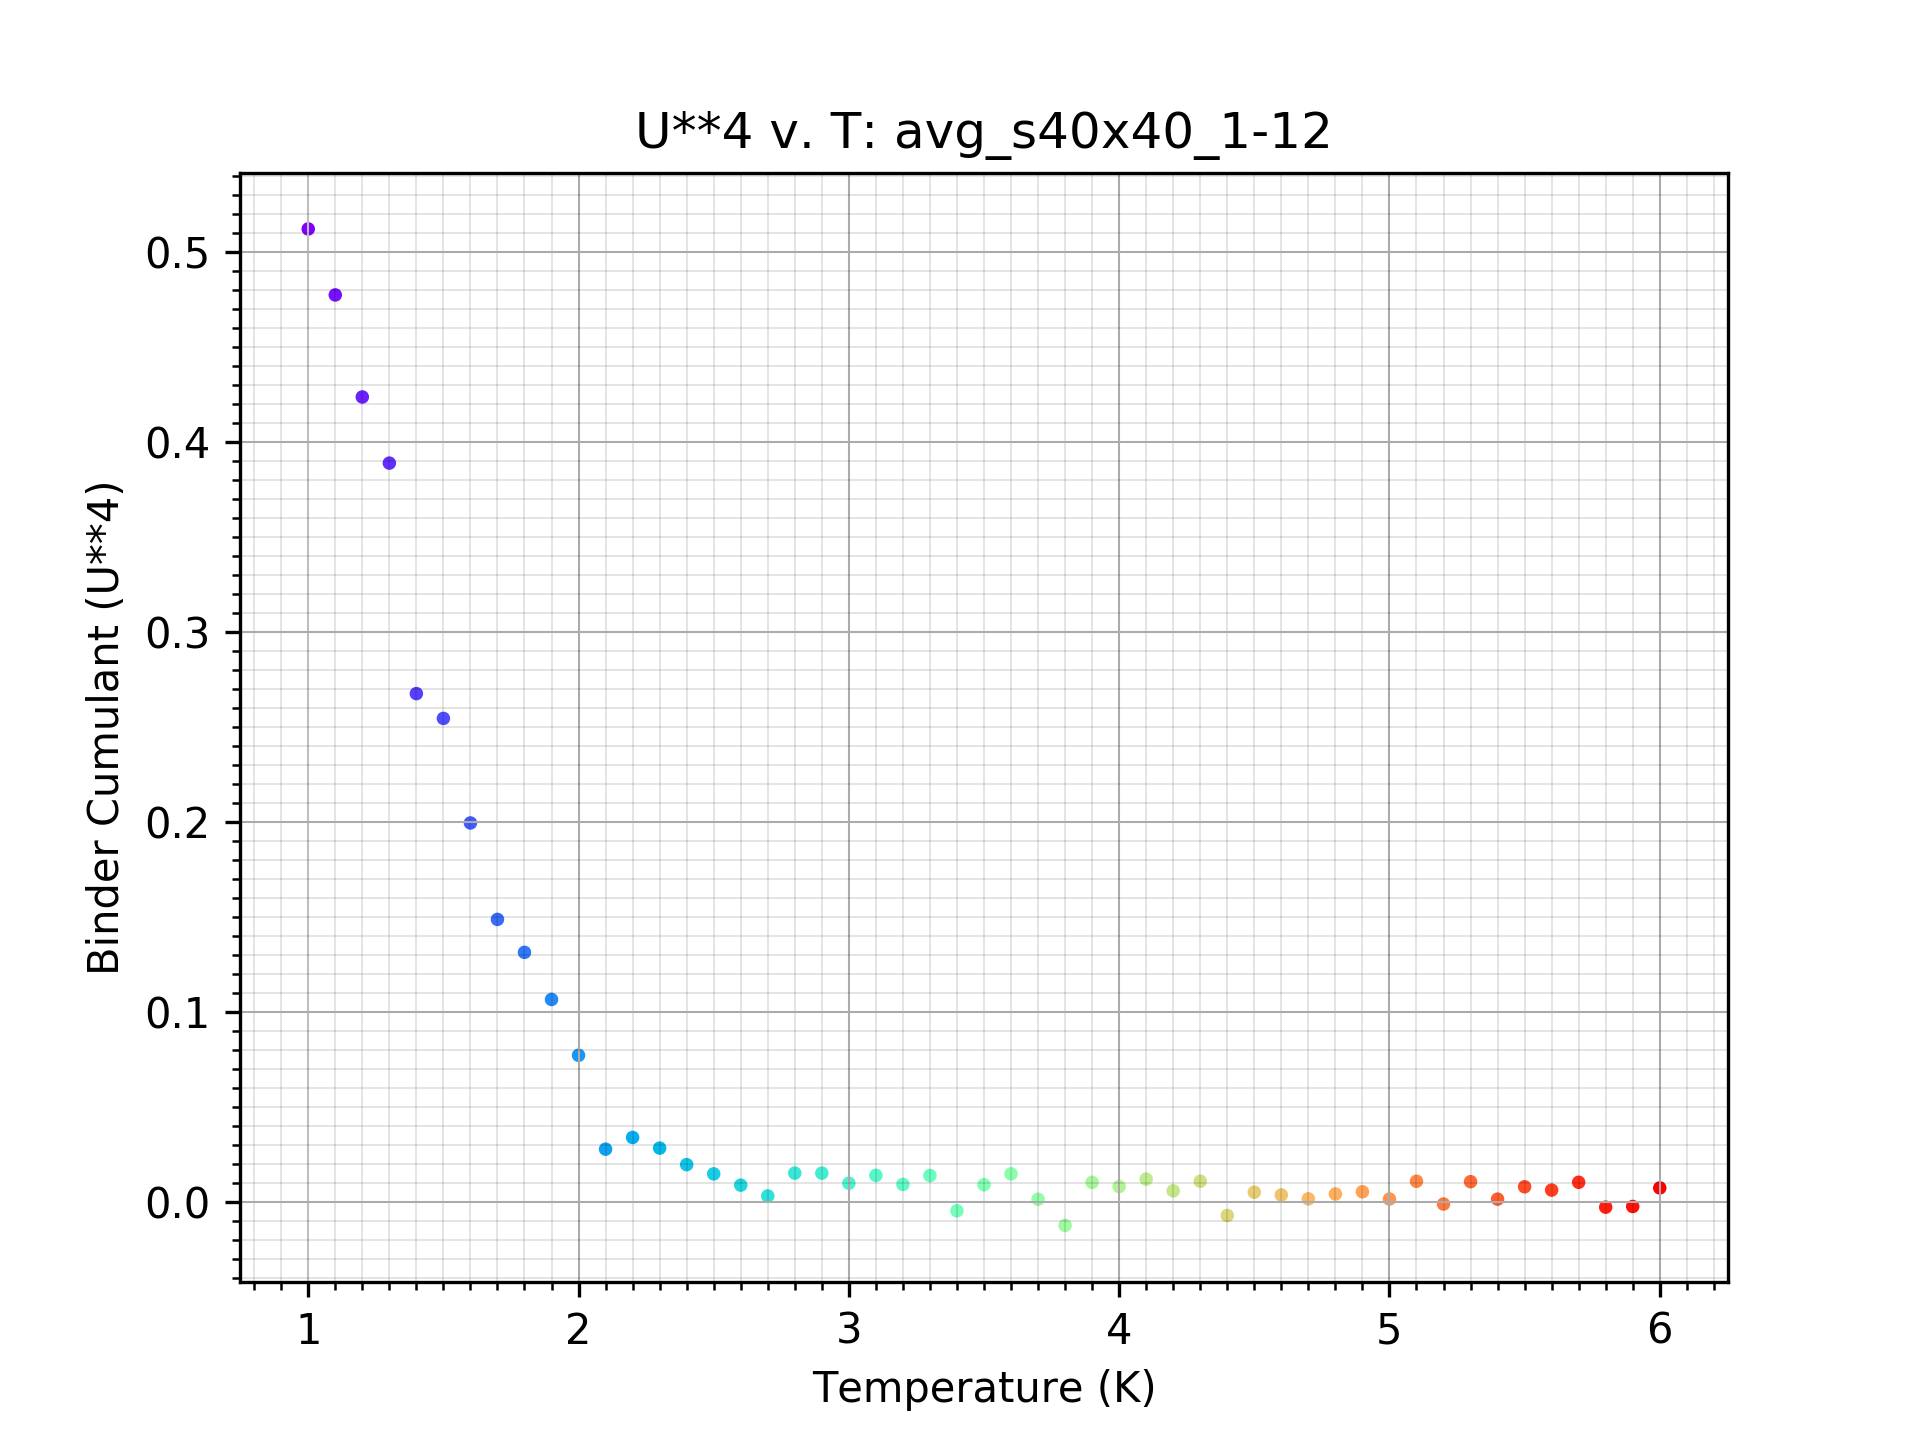 U**4 v. T: avg_s40x40_1-12
Binder Cumulant (U**4)
0.5
0.4
0.3
0.2
0.1
0.0
1 2 3 4 5 6
Temperature (K)